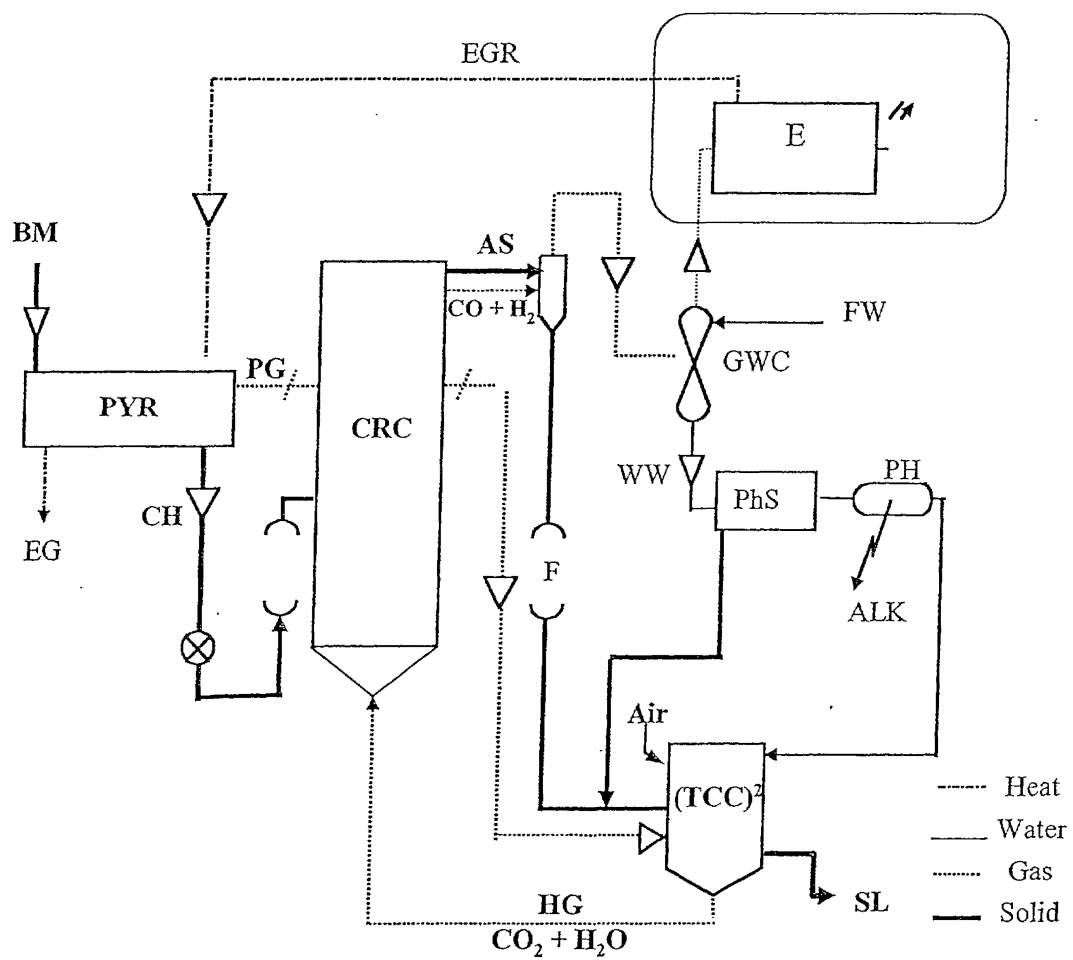 EGR
E
BM
AS
CO + H₂
FW
GWC
PG
PYR
CRC
WW
PhS
PH
CH
EG
F
ALK
Air
(TCC)²
Heat
Water
Gas
Solid
HG
CO₂ + H₂O
SL